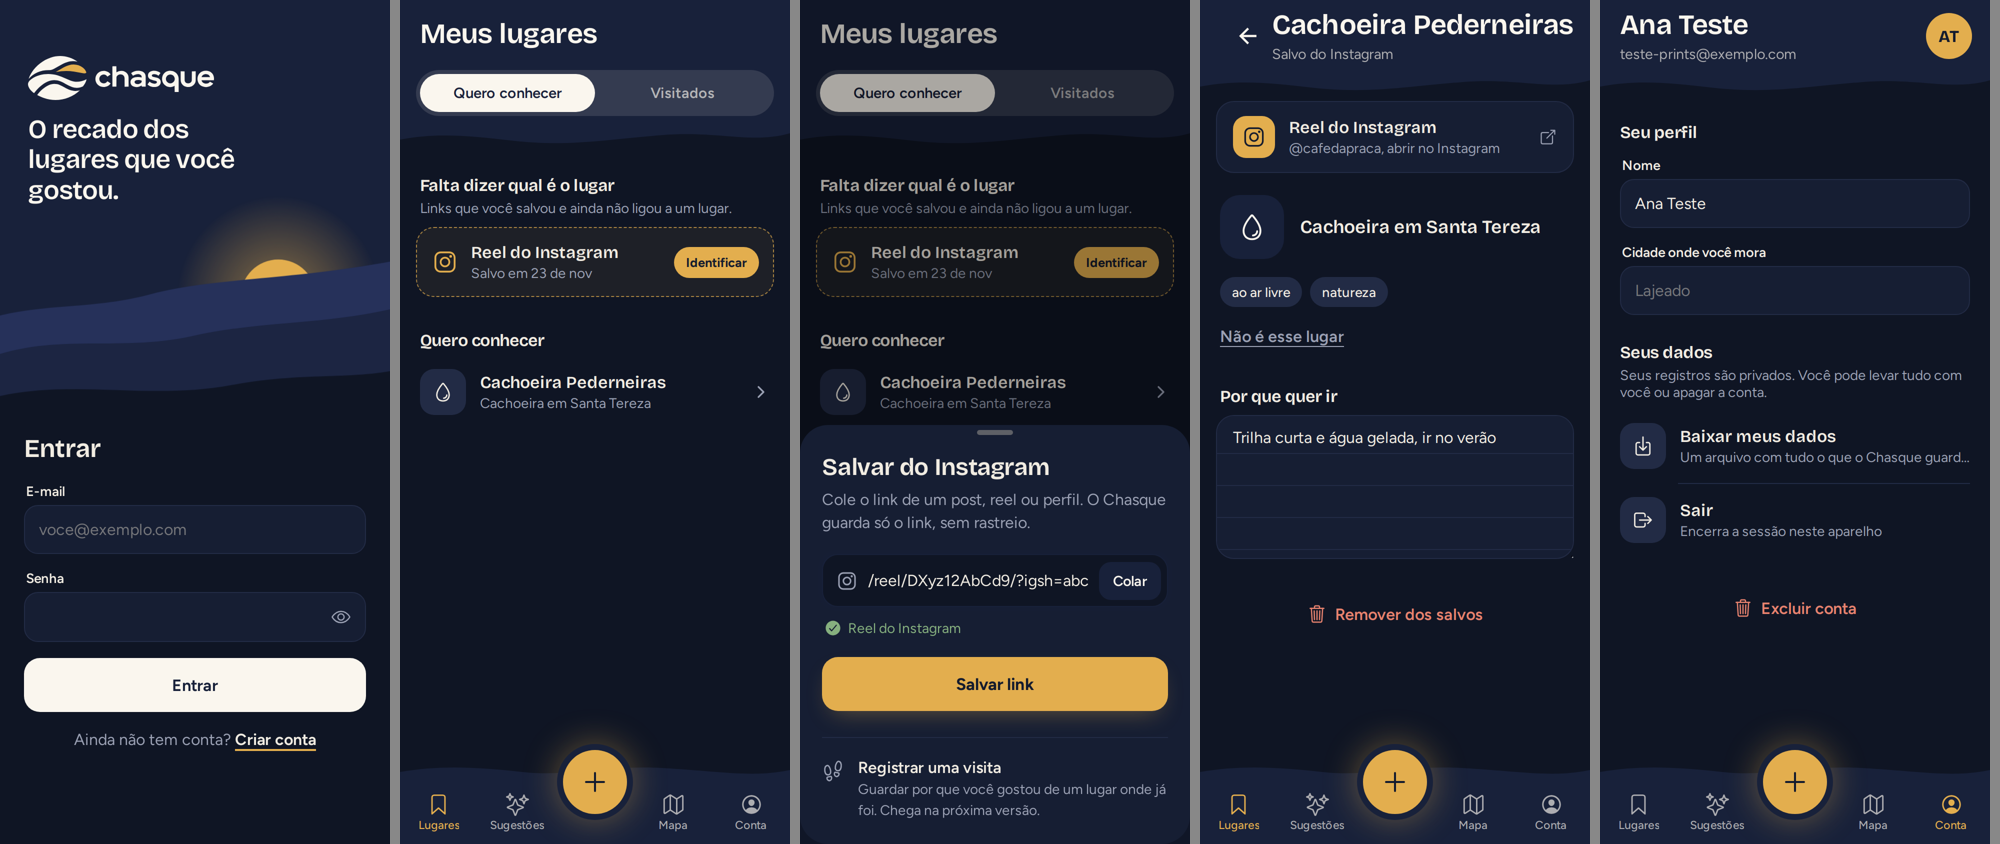 chasque
O recado dos
lugares que você
gostou.
Entrar
E-mail
voce@exemplo.com
Senha
Entrar
Ainda não tem conta? Criar conta
Meus lugares
Quero conhecer
Visitados
Falta dizer qual é o lugar
Links que você salvou e ainda não ligou a um lugar.
Reel do Instagram
Salvo em 23 de nov
Identificar
Quero conhecer
Cachoeira Pederneiras
Cachoeira em Santa Tereza
Lugares
Sugestões
Mapa
Conta
Meus lugares
Quero conhecer
Visitados
Falta dizer qual é o lugar
Links que você salvou e ainda não ligou a um lugar.
Reel do Instagram
Salvo em 23 de nov
Identificar
Quero conhecer
Cachoeira Pederneiras
Cachoeira em Santa Tereza
Salvar do Instagram
Cole o link de um post, reel ou perfil. O Chasque
guarda só o link, sem rastreio.
/reel/DXyz12AbCd9/?igsh=abc
Colar
Reel do Instagram
Salvar link
Registrar uma visita
Guardar por que você gostou de um lugar onde já
foi. Chega na próxima versão.
Cachoeira Pederneiras
Salvo do Instagram
Reel do Instagram
@cafedapraca, abrir no Instagram
Cachoeira em Santa Tereza
ao ar livre
natureza
Não é esse lugar
Por que quer ir
Trilha curta e água gelada, ir no verão
Remover dos salvos
Lugares
Sugestões
Mapa
Conta
Ana Teste
teste-prints@exemplo.com
AT
Seu perfil
Nome
Ana Teste
Cidade onde você mora
Lajeado
Seus dados
Seus registros são privados. Você pode levar tudo com
você ou apagar a conta.
Baixar meus dados
Um arquivo com tudo o que o Chasque guard...
Sair
Encerra a sessão neste aparelho
Excluir conta
Lugares
Sugestões
Mapa
Conta